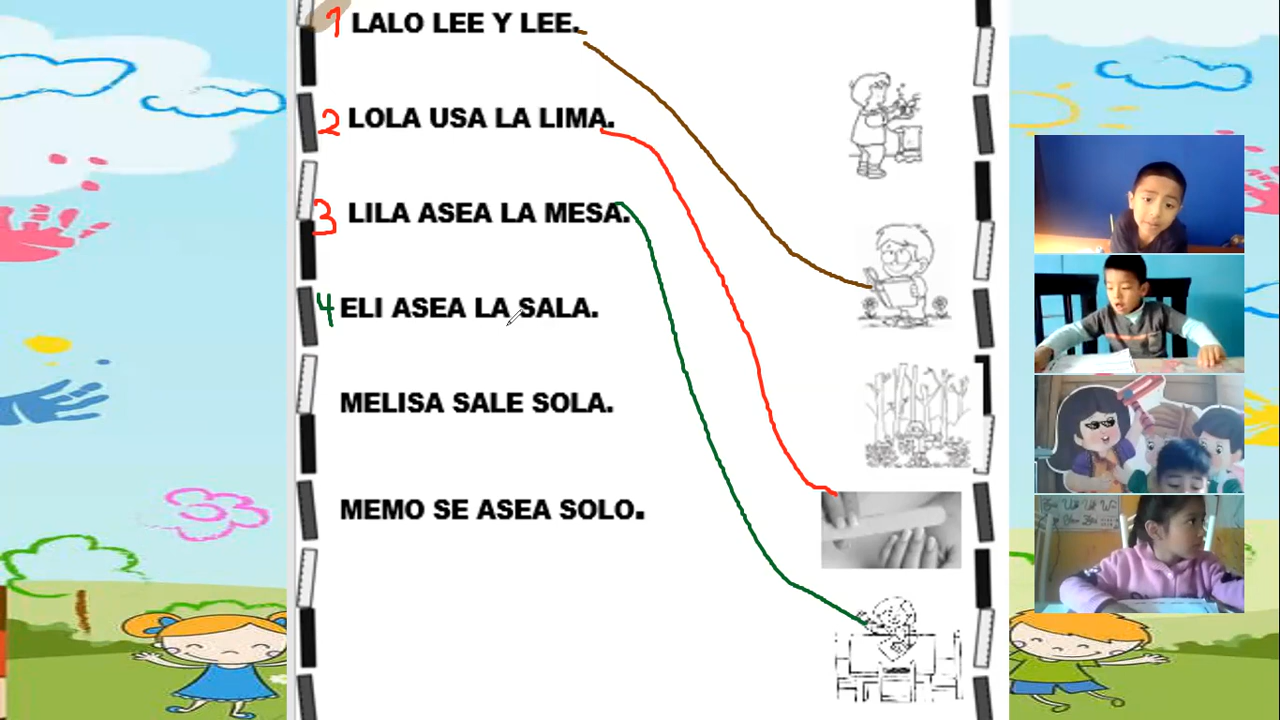 1 LALO LEE Y LEE.
2 LOLA USA LA LIMA.
3 LILA ASEA LA MESA.
4 ELI ASEA LA SALA.
MELISA SALE SOLA.
MEMO SE ASEA SOLO.